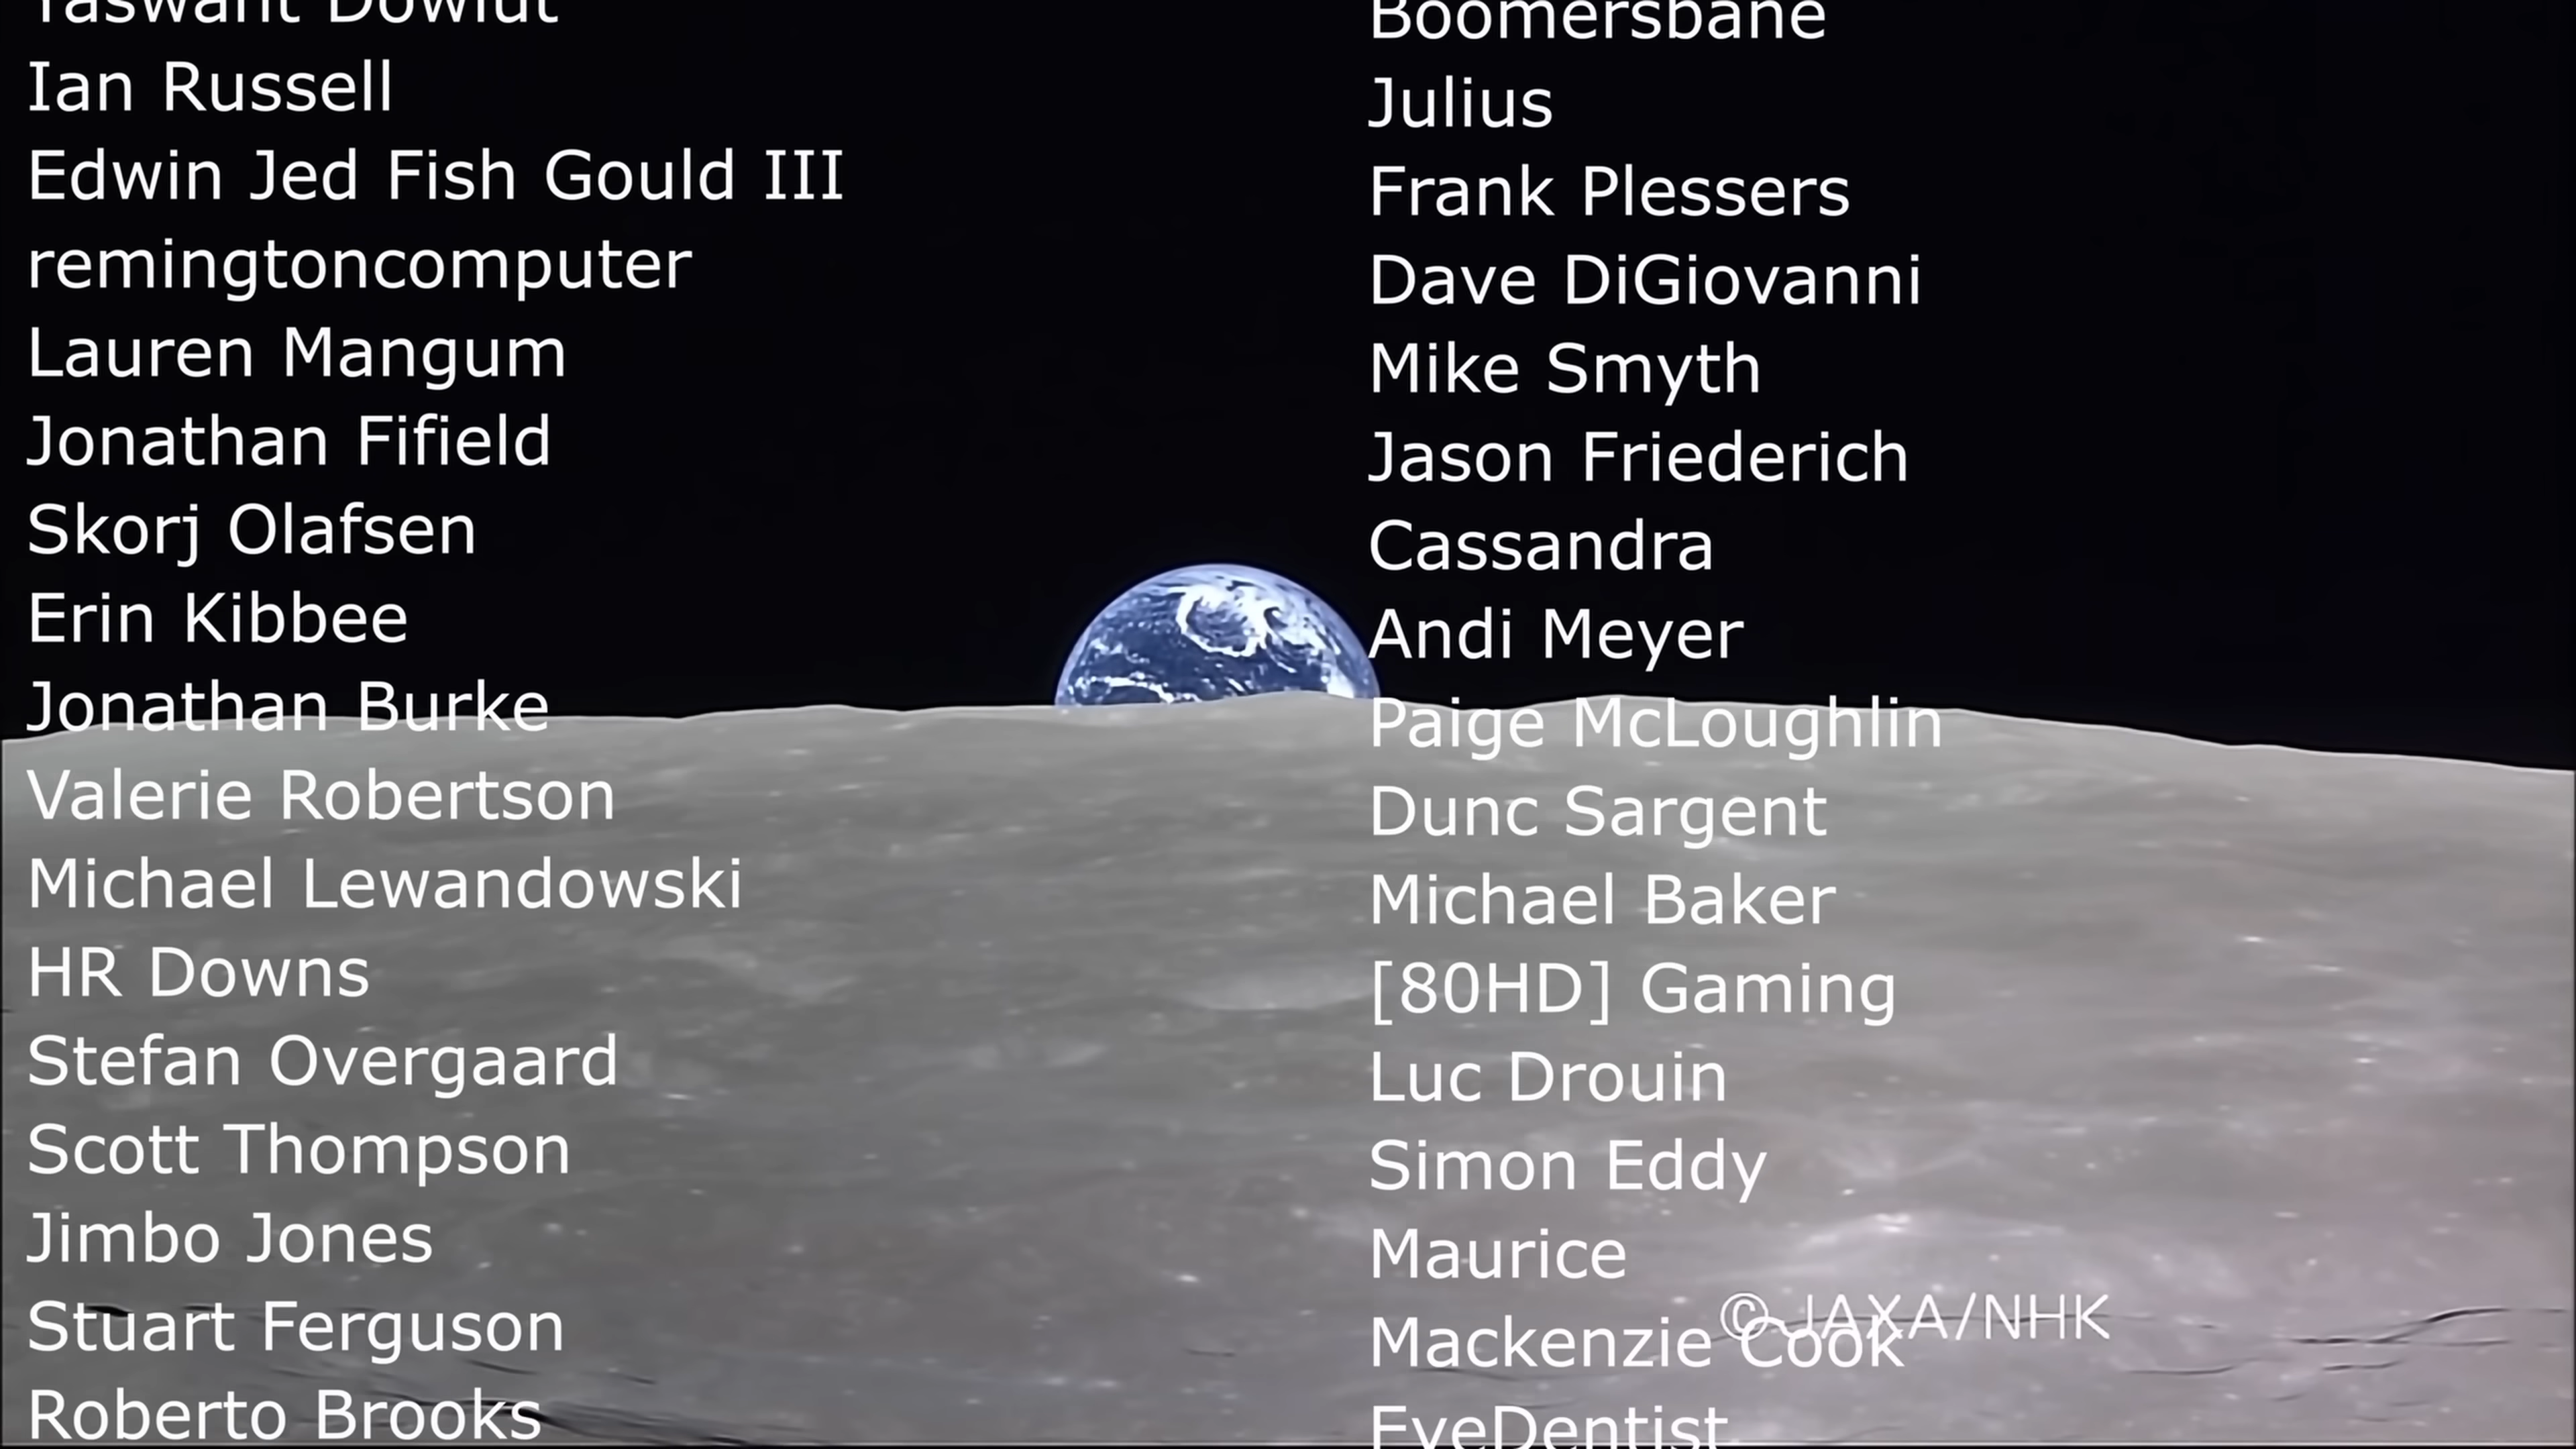 Yaswant Dowlut
Ian Russell
Edwin Jed Fish Gould III
remingtoncomputer
Lauren Mangum
Jonathan Fifield
Skorj Olafsen
Erin Kibbee
Jonathan Burke
Valerie Robertson
Michael Lewandowski
HR Downs
Stefan Overgaard
Scott Thompson
Jimbo Jones
Stuart Ferguson
Roberto Brooks
Boomersbane
Julius
Frank Plessers
Dave DiGiovanni
Mike Smyth
Jason Friederich
Cassandra
Andi Meyer
Paige McLoughlin
Dunc Sargent
Michael Baker
[80HD] Gaming
Luc Drouin
Simon Eddy
Maurice
© JAXA/NHK
Mackenzie Cook
EyeDentist